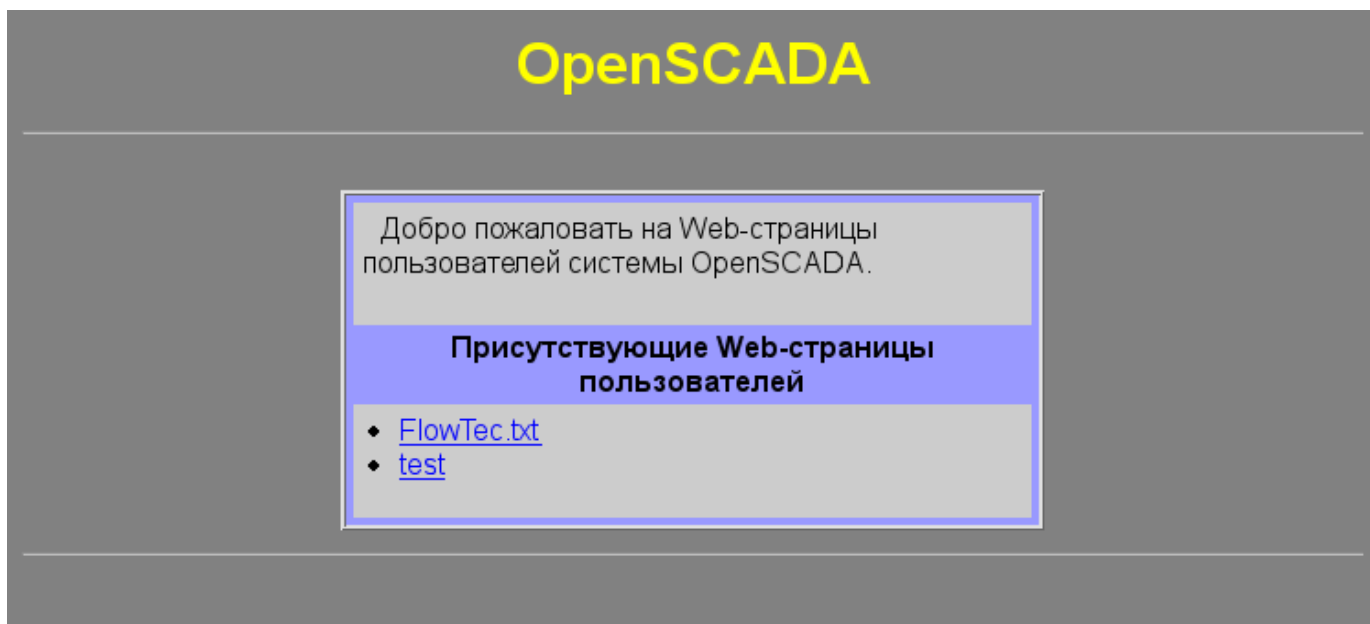 OpenSCADA
Добро пожаловать на Web-страницы
пользователей системы OpenSCADA.
Присутствующие Web-страницы
пользователей
FlowTec.txt
test